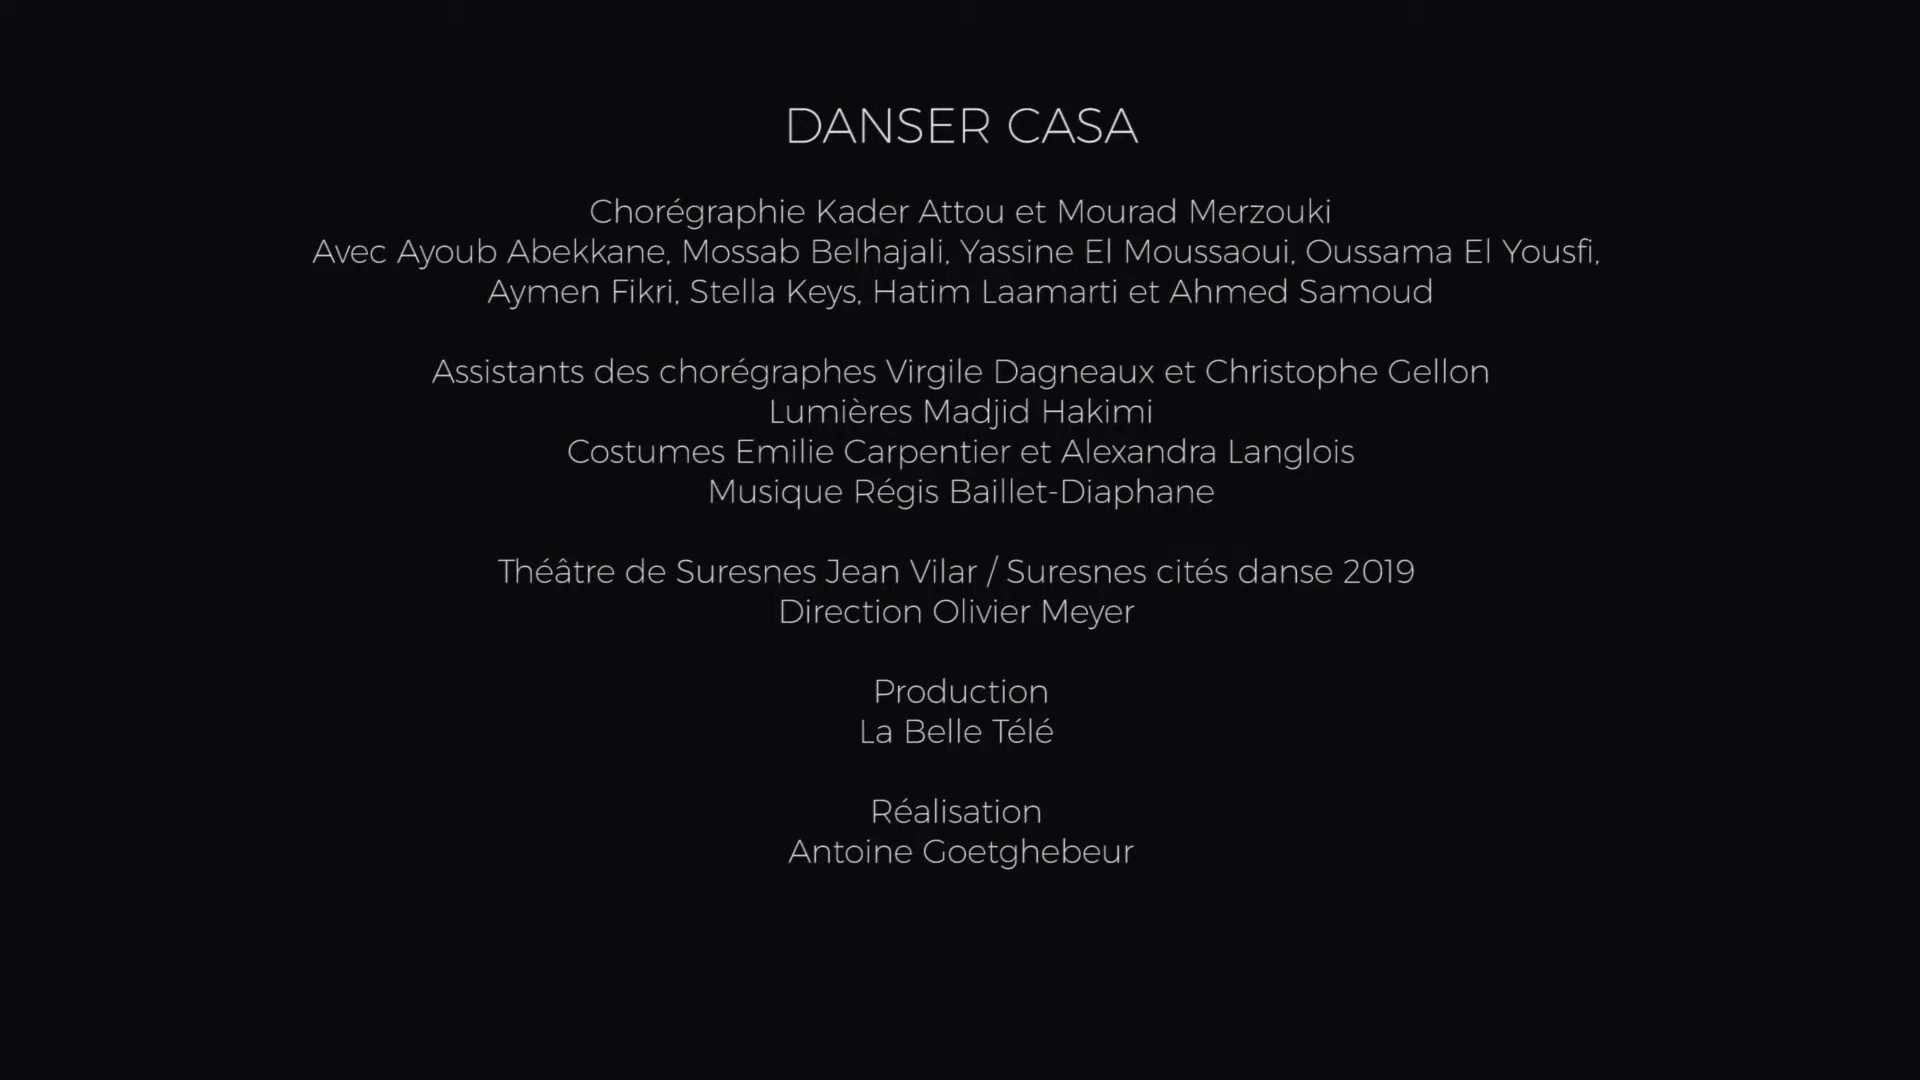 DANSER CASA
Chorégraphie Kader Attou et Mourad Merzouki
Avec Ayoub Abekkane, Mossab Belhajali, Yassine El Moussaoui, Oussama El Yousfi,
Aymen Fikri, Stella Keys, Hatim Laamarti et Ahmed Samoud
Assistants des chorégraphes Virgile Dagneaux et Christophe Gellon
Lumières Madjid Hakimi
Costumes Emilie Carpentier et Alexandra Langlois
Musique Régis Baillet-Diaphane
Théâtre de Suresnes Jean Vilar / Suresnes cités danse 2019
Direction Olivier Meyer
Production
La Belle Télé
Réalisation
Antoine Goetghebeur